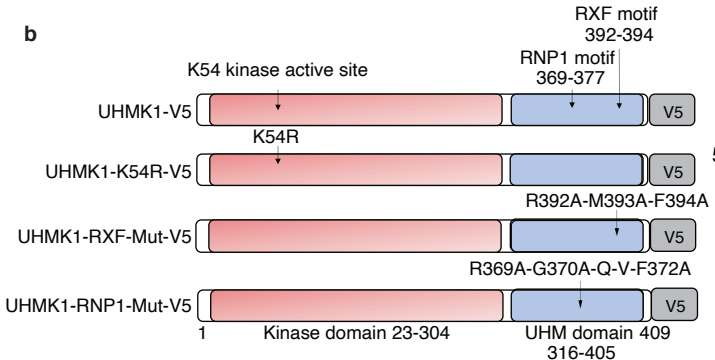 b
RXF motif
392-394
RNP1 motif
369-377
K54 kinase active site
UHMK1-V5
V5
K54R
5
UHMK1-K54R-V5
V5
R392A-M393A-F394A
UHMK1-RXF-Mut-V5
V5
R369A-G370A-Q-V-F372A
UHMK1-RNP1-Mut-V5
V5
1 Kinase domain 23-304 UHM domain 409
316-405